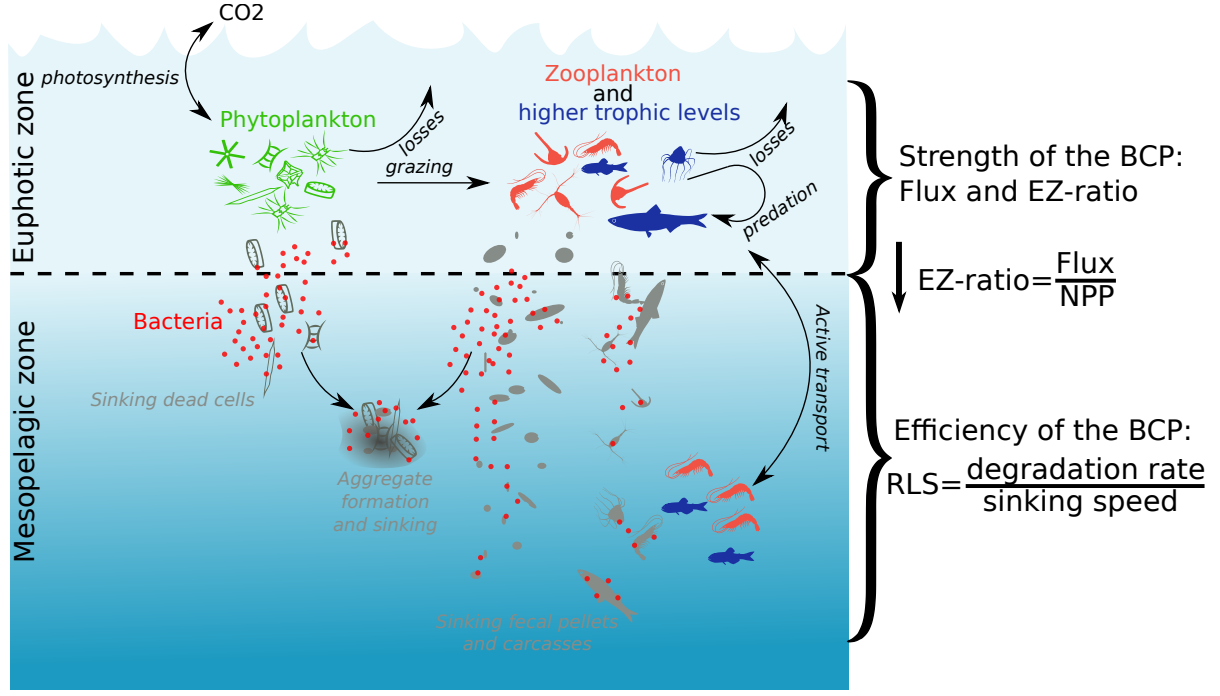 CO2
photosynthesis
Euphotic zone
Phytoplankton
losses
grazing
Zooplankton
and
higher trophic levels
losses
predation
Strength of the BCP:
Flux and EZ-ratio
EZ-ratio=Flux
NPP
Mesopelagic zone
Bacteria
Sinking dead cells
Aggregate
formation
and sinking
Active transport
Sinking fecal pellets
and carcasses
Efficiency of the BCP:
RLS=degradation rate
sinking speed